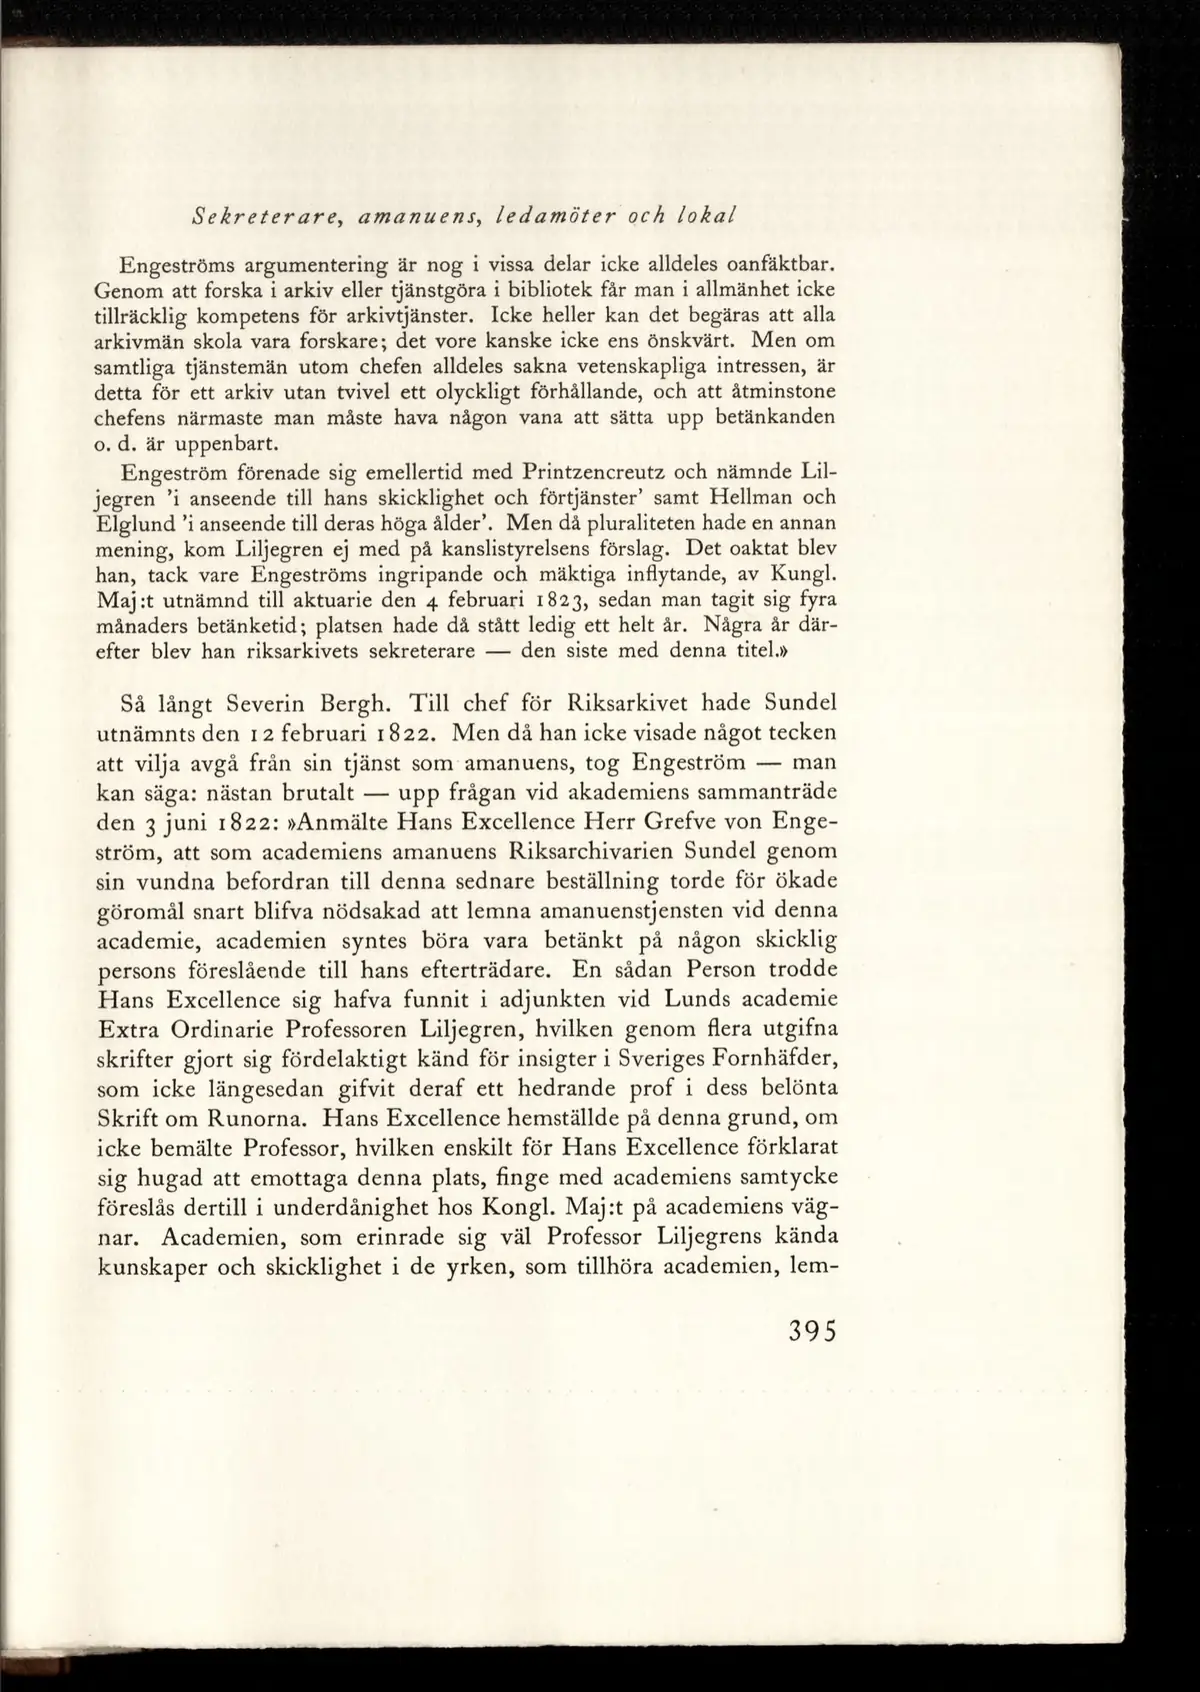 Sekreterare, amanuens, ledamöter och lokal
Engeströms argumentering är nog i vissa delar icke alldeles oanfäktbar.
Genom att forska i arkiv eller tjänstgöra i bibliotek får man i allmänhet icke
tillräcklig kompetens för arkivtjänster. Icke heller kan det begäras att alla
arkivmän skola vara forskare; det vore kanske icke ens önskvärt. Men om
samtliga tjänstemän utom chefen alldeles sakna vetenskapliga intressen, är
detta för ett arkiv utan tvivel ett olyckligt förhållande, och att åtminstone
chefens närmaste man måste hava någon vana att sätta upp betänkanden
o. d. är uppenbart.
Engeström förenade sig emellertid med Printzencreutz och nämnde Lil-
jegren ’i anseende till hans skicklighet och förtjänster’ samt Hellman och
Elglund ’i anseende till deras höga ålder’. Men då pluraliteten hade en annan
mening, kom Liljegren ej med på kanslistyrelsens förslag. Det oaktat blev
han, tack vare Engeströms ingripande och mäktiga inflytande, av Kungl.
Maj:t utnämnd till aktuarie den 4 februari 1823, sedan man tagit sig fyra
månaders betänketid; platsen hade då stått ledig ett helt år. Några år där-
efter blev han riksarkivets sekreterare — den siste med denna titel.»
Så långt Severin Bergh. Till chef för Riksarkivet hade Sundel
utnämnts den 12 februari 1822. Men då han icke visade något tecken
att vilja avgå från sin tjänst som amanuens, tog Engeström — man
kan säga: nästan brutalt — upp frågan vid akademiens sammanträde
den 3 juni 1822: »Anmälte Hans Excellence Herr Grefve von Enge-
ström, att som academiens amanuens Riksarchivarien Sundel genom
sin vundna befordran till denna sednare beställning torde för ökade
göromål snart blifva nödsakad att lemna amanuenstjensten vid denna
academie, academien syntes böra vara betänkt på någon skicklig
persons föreslående till hans efterträdare. En sådan Person trodde
Hans Excellence sig hafva funnit i adjunkten vid Lunds academie
Extra Ordinarie Professoren Liljegren, hvilken genom flera utgifna
skrifter gjort sig fördelaktigt känd för insigter i Sveriges Fornhäfder,
som icke längesedan gifvit deraf ett hedrande prof i dess belönta
Skrift om Runorna. Hans Excellence hemställde på denna grund, om
icke bemälte Professor, hvilken enskilt för Hans Excellence förklarat
sig hugad att emottaga denna plats, finge med academiens samtycke
föreslås dertill i underdånighet hos Kongl. Maj:t på academiens väg-
nar. Academien, som erinrade sig väl Professor Liljegrens kända
kunskaper och skicklighet i de yrken, som tillhöra academien, lem-
395